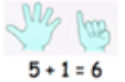 5 + 1 = 6